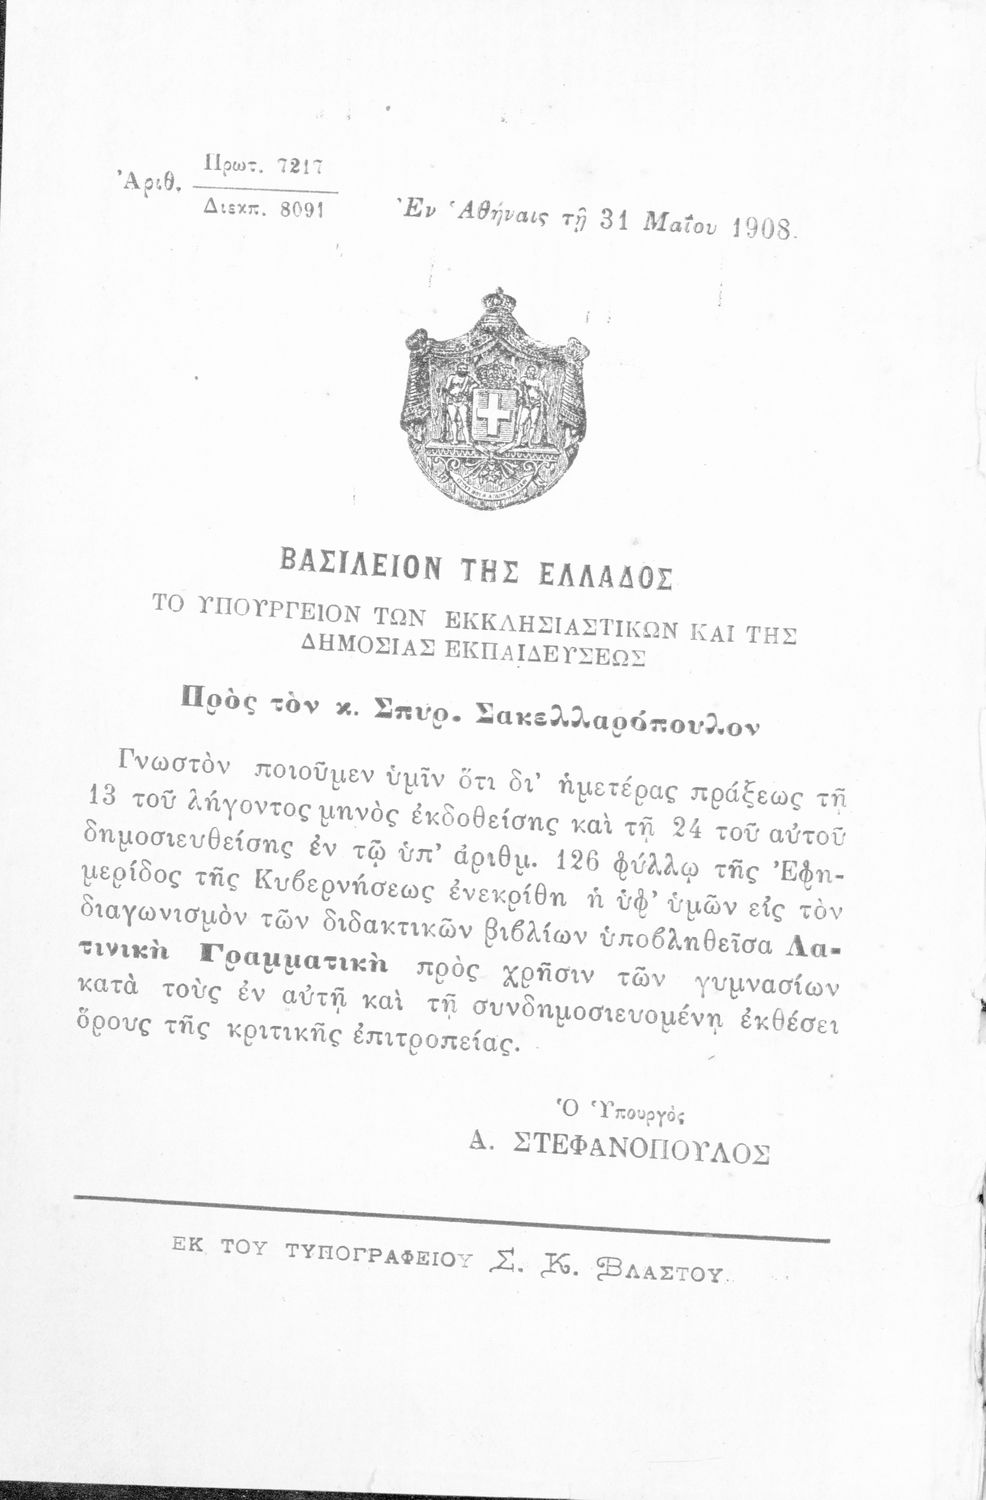 Ἀριθ. Πρωτ. 7217
Διεκπ. 8091
Ἐν Ἀθήναις τῇ 31 Μαΐου 1908.
ΒΑΣΙΛΕΙΟΝ ΤΗΣ ΕΛΛΑΔΟΣ
ΤΟ ΥΠΟΥΡΓΕΙΟΝ ΤΩΝ ΕΚΚΛΗΣΙΑΣΤΙΚΩΝ ΚΑΙ ΤΗΣ
ΔΗΜΟΣΙΑΣ ΕΚΠΑΙΔΕΥΣΕΩΣ
Πρὸς τὸν κ. Σπυρ. Σακελλαρόπουλον
Γνωστὸν ποιοῦμεν ὑμῖν ὅτι δι' ἡμετέρας πράξεως τῇ
13 τοῦ λήγοντος μηνὸς ἐκδοθείσης καὶ τῇ 24 τοῦ αὐτοῦ
δημοσιευθείσης ἐν τῷ ὑπ' ἀριθμ. 126 φύλλῳ τῆς Ἐφη-
μερίδος τῆς Κυβερνήσεως ἐνεκρίθη ἡ ὑφ' ὑμῶν εἰς τὸν
διαγωνισμὸν τῶν διδακτικῶν βιβλίων ὑποβληθεῖσα Λα-
τινικὴ Γραμματικὴ πρὸς χρῆσιν τῶν γυμνασίων
κατὰ τοὺς ἐν αὐτῇ καὶ τῇ συνδημοσιευομένῃ ἐκθέσει
ὅρους τῆς κριτικῆς ἐπιτροπείας.
Ὁ Ὑπουργὸς
Α. ΣΤΕΦΑΝΟΠΟΥΛΟΣ
ΕΚ ΤΟΥ ΤΥΠΟΓΡΑΦΕΙΟΥ Σ. Κ. ΒΛΑΣΤΟΥ.